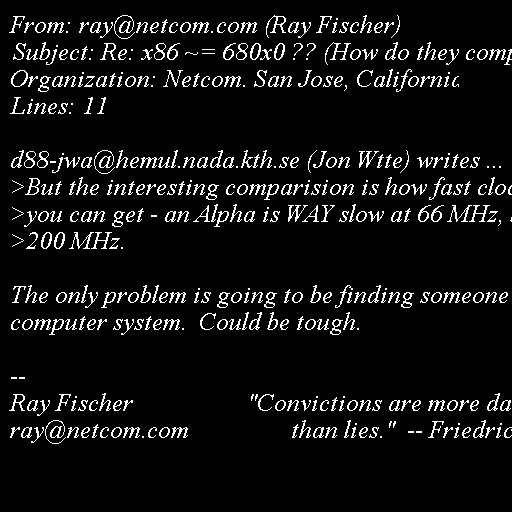 From: ray@netcom.com (Ray Fischer)
Subject: Re: x86 ~= 680x0 ?? (How do they comp
Organization: Netcom. San Jose, California
Lines: 11

d88-jwa@hemul.nada.kth.se (Jon Wtte) writes ...
>But the interesting comparision is how fast cloc
>you can get - an Alpha is WAY slow at 66 MHz,
>200 MHz.

The only problem is going to be finding someone
computer system.  Could be tough.

--
Ray Fischer                   "Convictions are more da
ray@netcom.com                 than lies."  -- Friedric